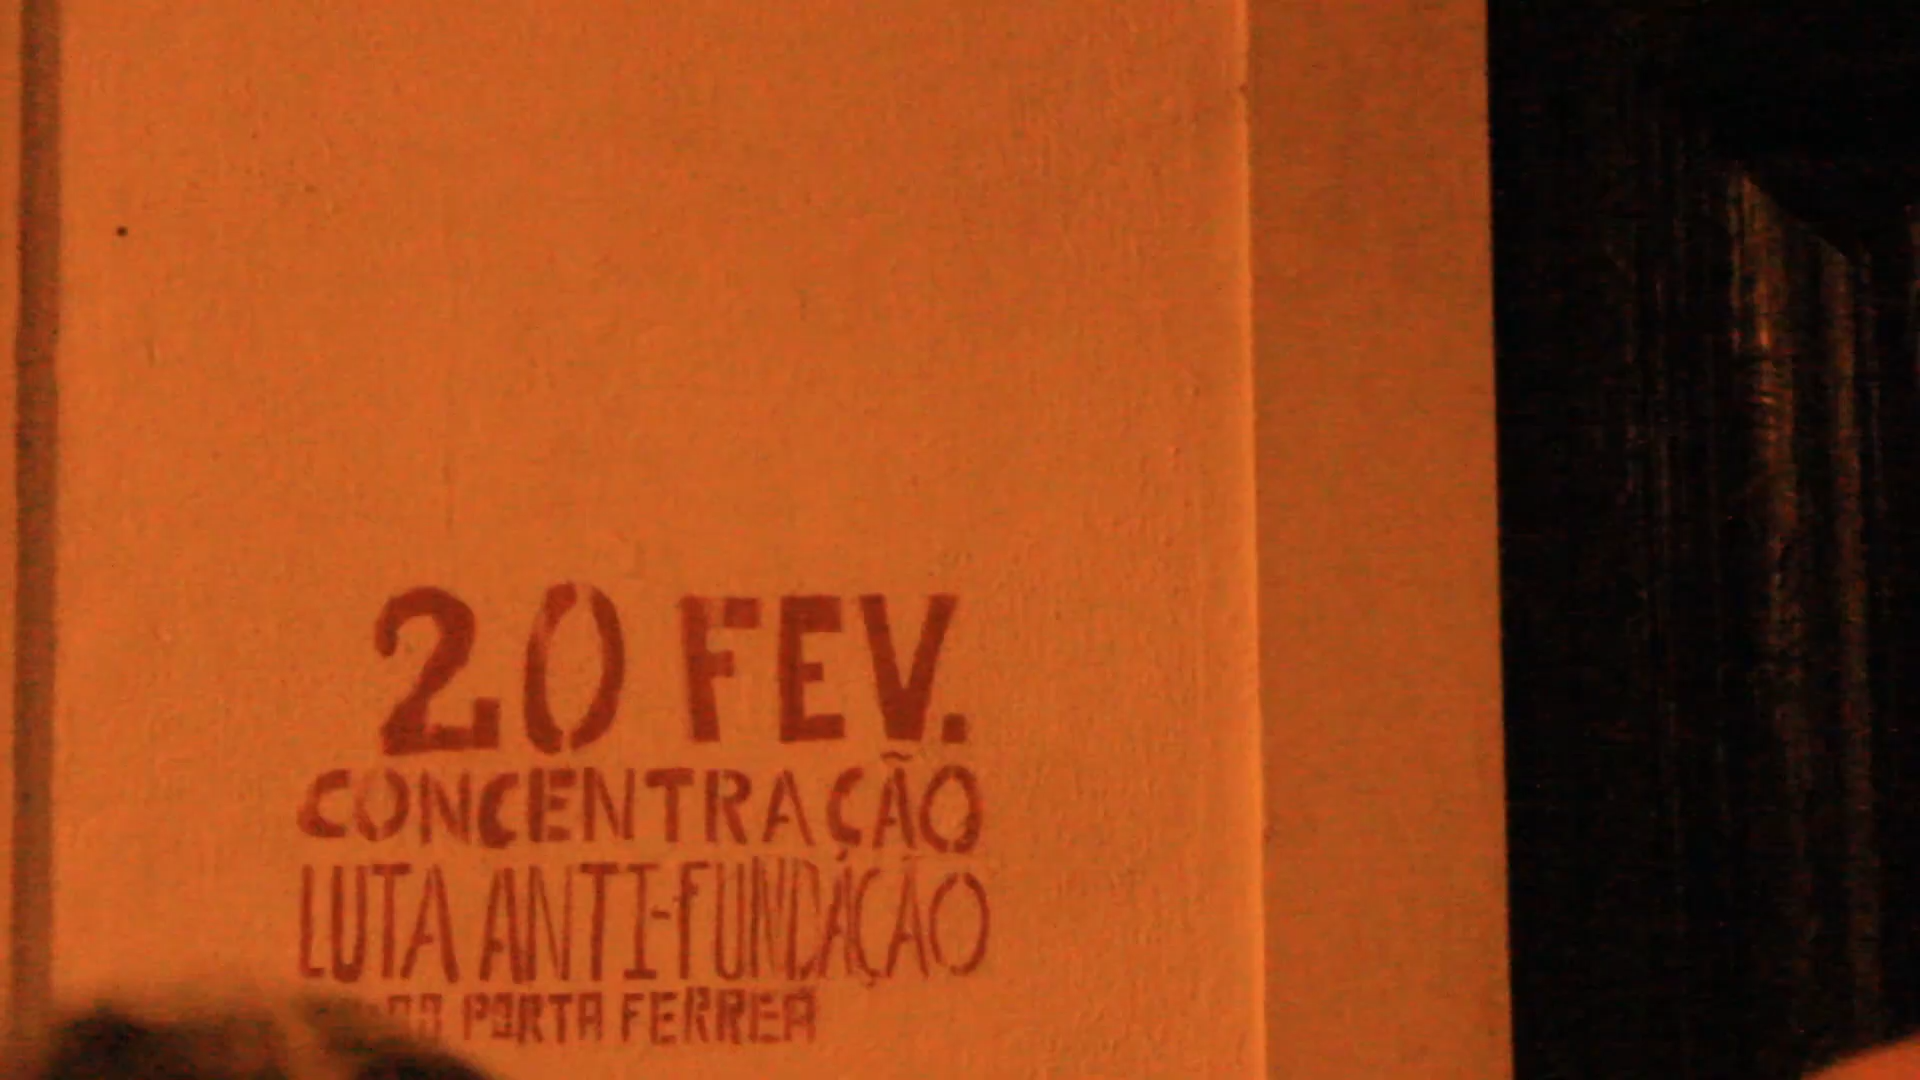 20 FEV.
CONCENTRAÇÃO
LUTA ANTI-FUNDAÇÃO
PORTA FERREA